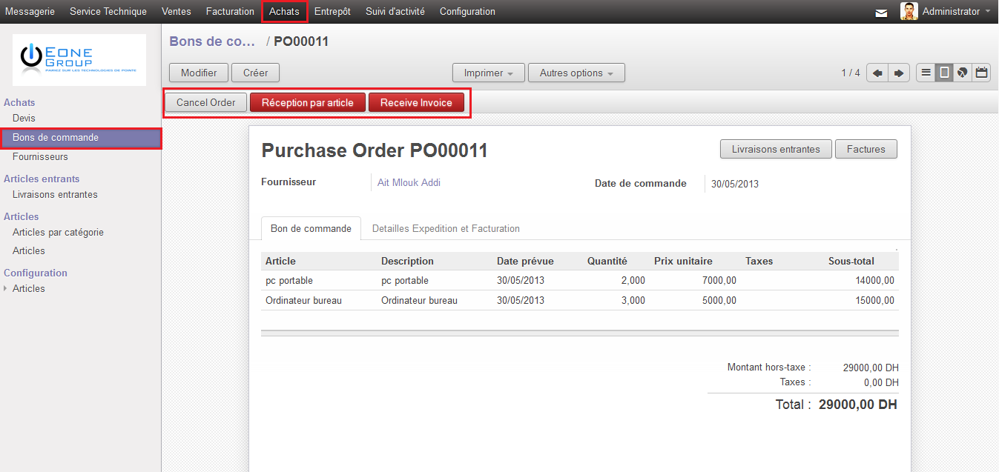 Messagerie Service Technique Ventes Facturation Achats Entrepôt Suivi d'activité Configuration Administrator
EONE
GROUP
PARIEZ SUR LES TECHNOLOGIES DE POINTE
Achats
Devis
Bons de commande
Fournisseurs
Articles entrants
Livraisons entrantes
Articles
Articles par catégorie
Articles
Configuration
Articles
Bons de co... / PO00011
Modifier Créer Imprimer Autres options 1 / 4
Cancel Order Réception par article Receive Invoice
Purchase Order PO00011 Livraisons entrantes Factures
Fournisseur Ait Mlouk Addi Date de commande 30/05/2013
Bon de commande Detailles Expedition et Facturation
Article Description Date prévue Quantité Prix unitaire Taxes Sous-total
pc portable pc portable 30/05/2013 2,000 7000,00 14000,00
Ordinateur bureau Ordinateur bureau 30/05/2013 3,000 5000,00 15000,00
Montant hors-taxe : 29000,00 DH
Taxes : 0,00 DH
Total : 29000,00 DH